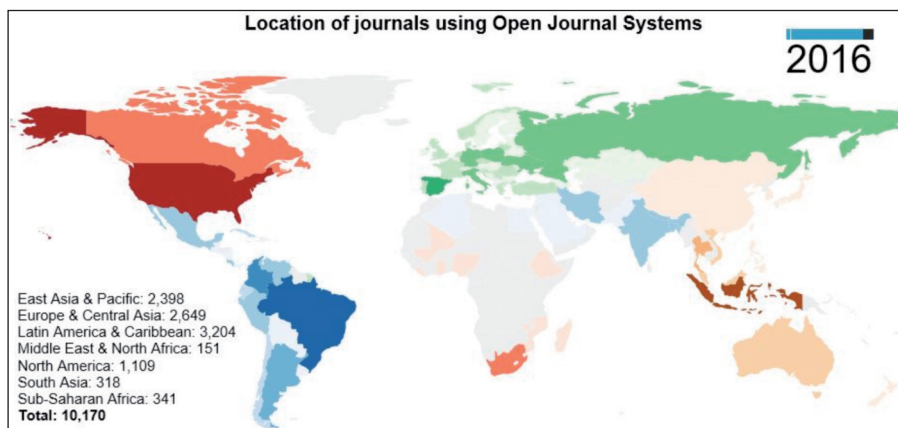 Location of journals using Open Journal Systems
2016
East Asia & Pacific: 2,398
Europe & Central Asia: 2,649
Latin America & Caribbean: 3,204
Middle East & North Africa: 151
North America: 1,109
South Asia: 318
Sub-Saharan Africa: 341
Total: 10,170